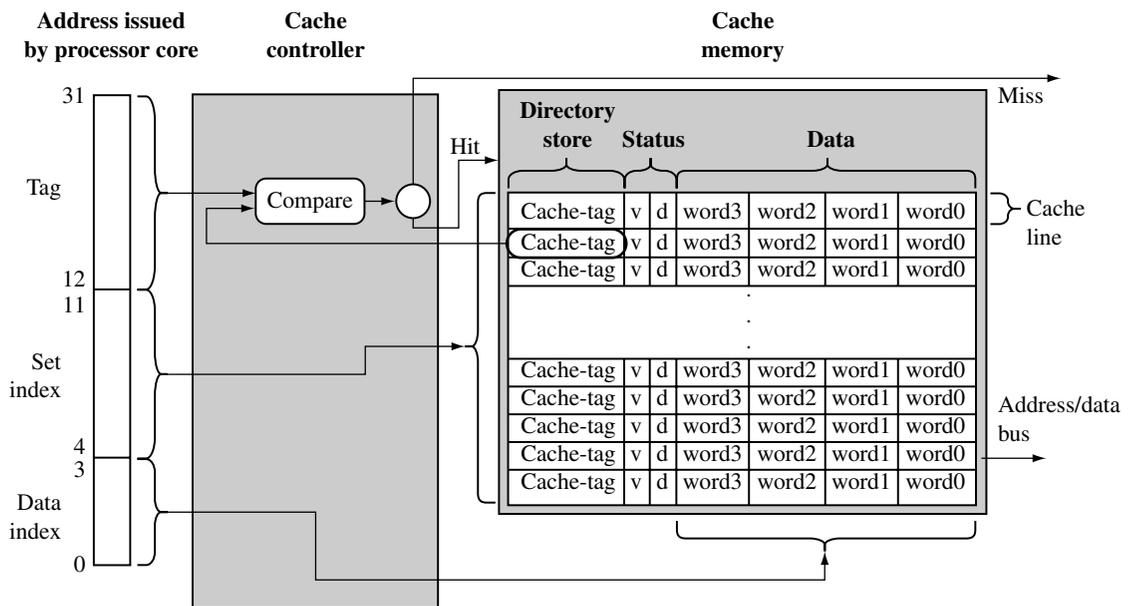 Address issued
by processor core
Cache
controller
Cache
memory
31
Miss
Directory
store
Status
Data
Hit
Tag
Compare
Cache-tag v d word3 word2 word1 word0
Cache
line
Cache-tag v d word3 word2 word1 word0
Cache-tag v d word3 word2 word1 word0
12
11
.
.
.
Set
index
Cache-tag v d word3 word2 word1 word0
Cache-tag v d word3 word2 word1 word0
Cache-tag v d word3 word2 word1 word0
Cache-tag v d word3 word2 word1 word0
Cache-tag v d word3 word2 word1 word0
Address/data
bus
4
3
Data
index
0